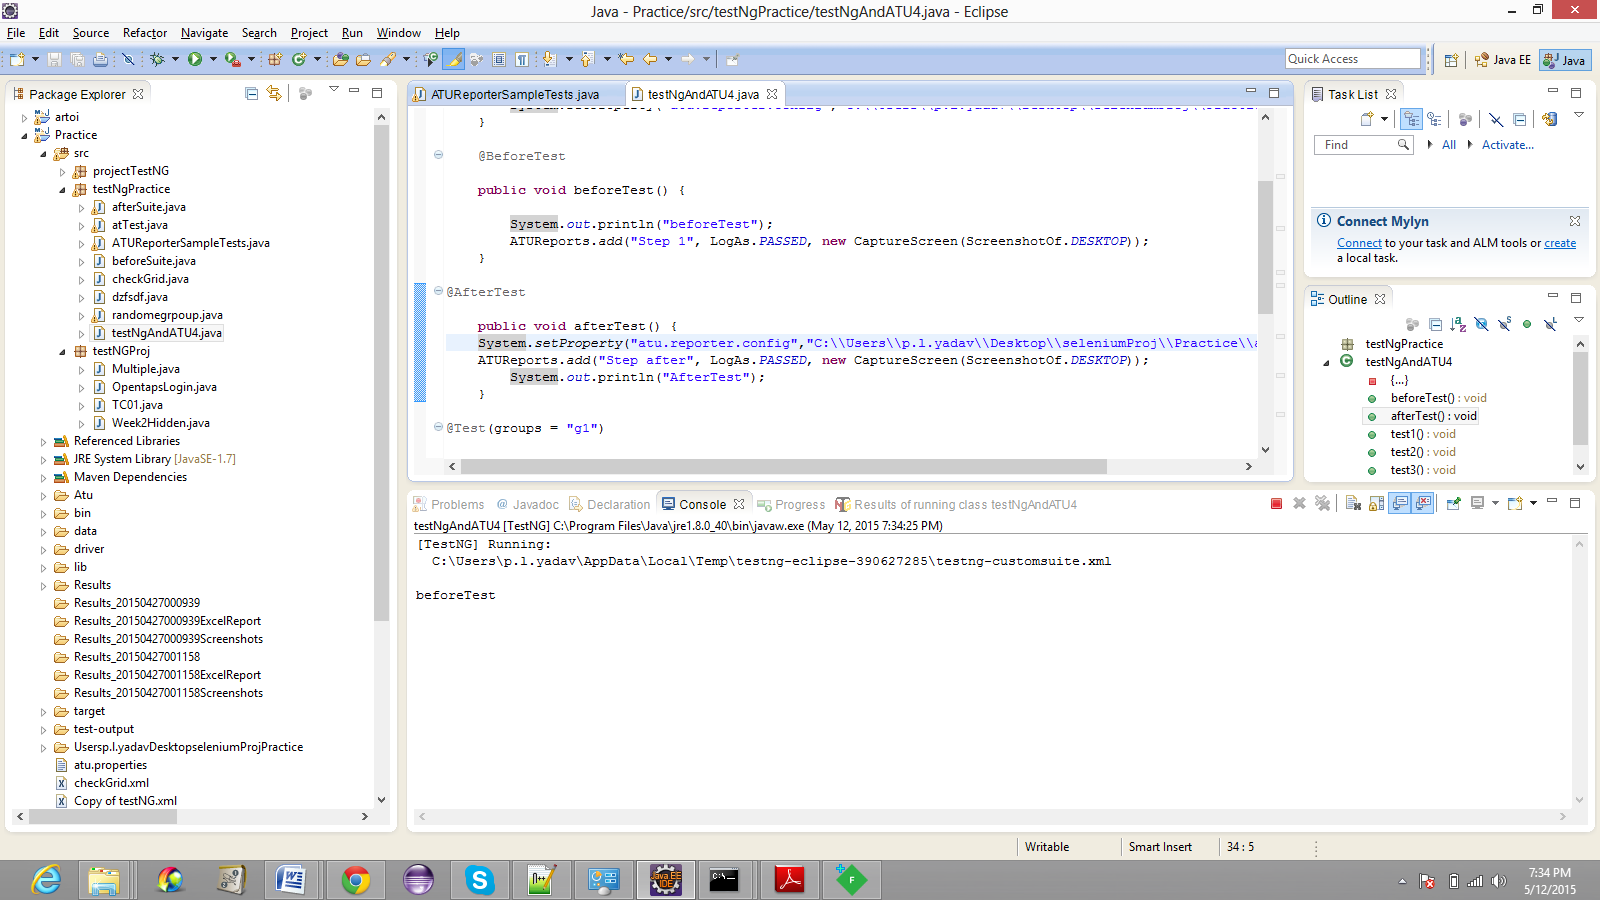 Java - Practice/src/testNgPractice/testNgAndATU4.java - Eclipse
File Edit Source Refactor Navigate Search Project Run Window Help
Quick Access
Java EE
Java
Package Explorer
artoi
Practice
src
projectTestNG
testNgPractice
afterSuite.java
atTest.java
ATUReporterSampleTests.java
beforeSuite.java
checkGrid.java
dzfsdf.java
randomegrpoup.java
testNgAndATU4.java
testNGProj
Multiple.java
OpentapsLogin.java
TC01.java
Week2Hidden.java
Referenced Libraries
JRE System Library [JavaSE-1.7]
Maven Dependencies
Atu
bin
data
driver
lib
Results
Results_20150427000939
Results_20150427000939ExcelReport
Results_20150427000939Screenshots
Results_20150427001158
Results_20150427001158ExcelReport
Results_20150427001158Screenshots
target
test-output
Usersp.l.yadavDesktopseleniumProjPractice
atu.properties
checkGrid.xml
Copy of testNG.xml
ATUReporterSampleTests.java
testNgAndATU4.java
}
@BeforeTest
public void beforeTest() {
System.out.println("beforeTest");
ATUReports.add("Step 1", LogAs.PASSED, new CaptureScreen(ScreenshotOf.DESKTOP));
}
@AfterTest
public void afterTest() {
System.setProperty("atu.reporter.config","C:\\Users\\p.l.yadav\\Desktop\\seleniumProj\\Practice\\
ATUReports.add("Step after", LogAs.PASSED, new CaptureScreen(ScreenshotOf.DESKTOP));
System.out.println("AfterTest");
}
@Test(groups = "g1")
Task List
Find
All
Activate...
Connect Mylyn
Connect to your task and ALM tools or create
a local task.
Outline
testNgPractice
testNgAndATU4
{...}
beforeTest() : void
afterTest() : void
test1() : void
test2() : void
test3() : void
Problems
@ Javadoc
Declaration
Console
Progress
Results of running class testNgAndATU4
testNgAndATU4 [TestNG] C:\Program Files\Java\jre1.8.0_40\bin\javaw.exe (May 12, 2015 7:34:25 PM)
[TestNG] Running:
C:\Users\p.l.yadav\AppData\Local\Temp\testng-eclipse-390627285\testng-customsuite.xml
beforeTest
Writable
Smart Insert
34 : 5
7:34 PM
5/12/2015